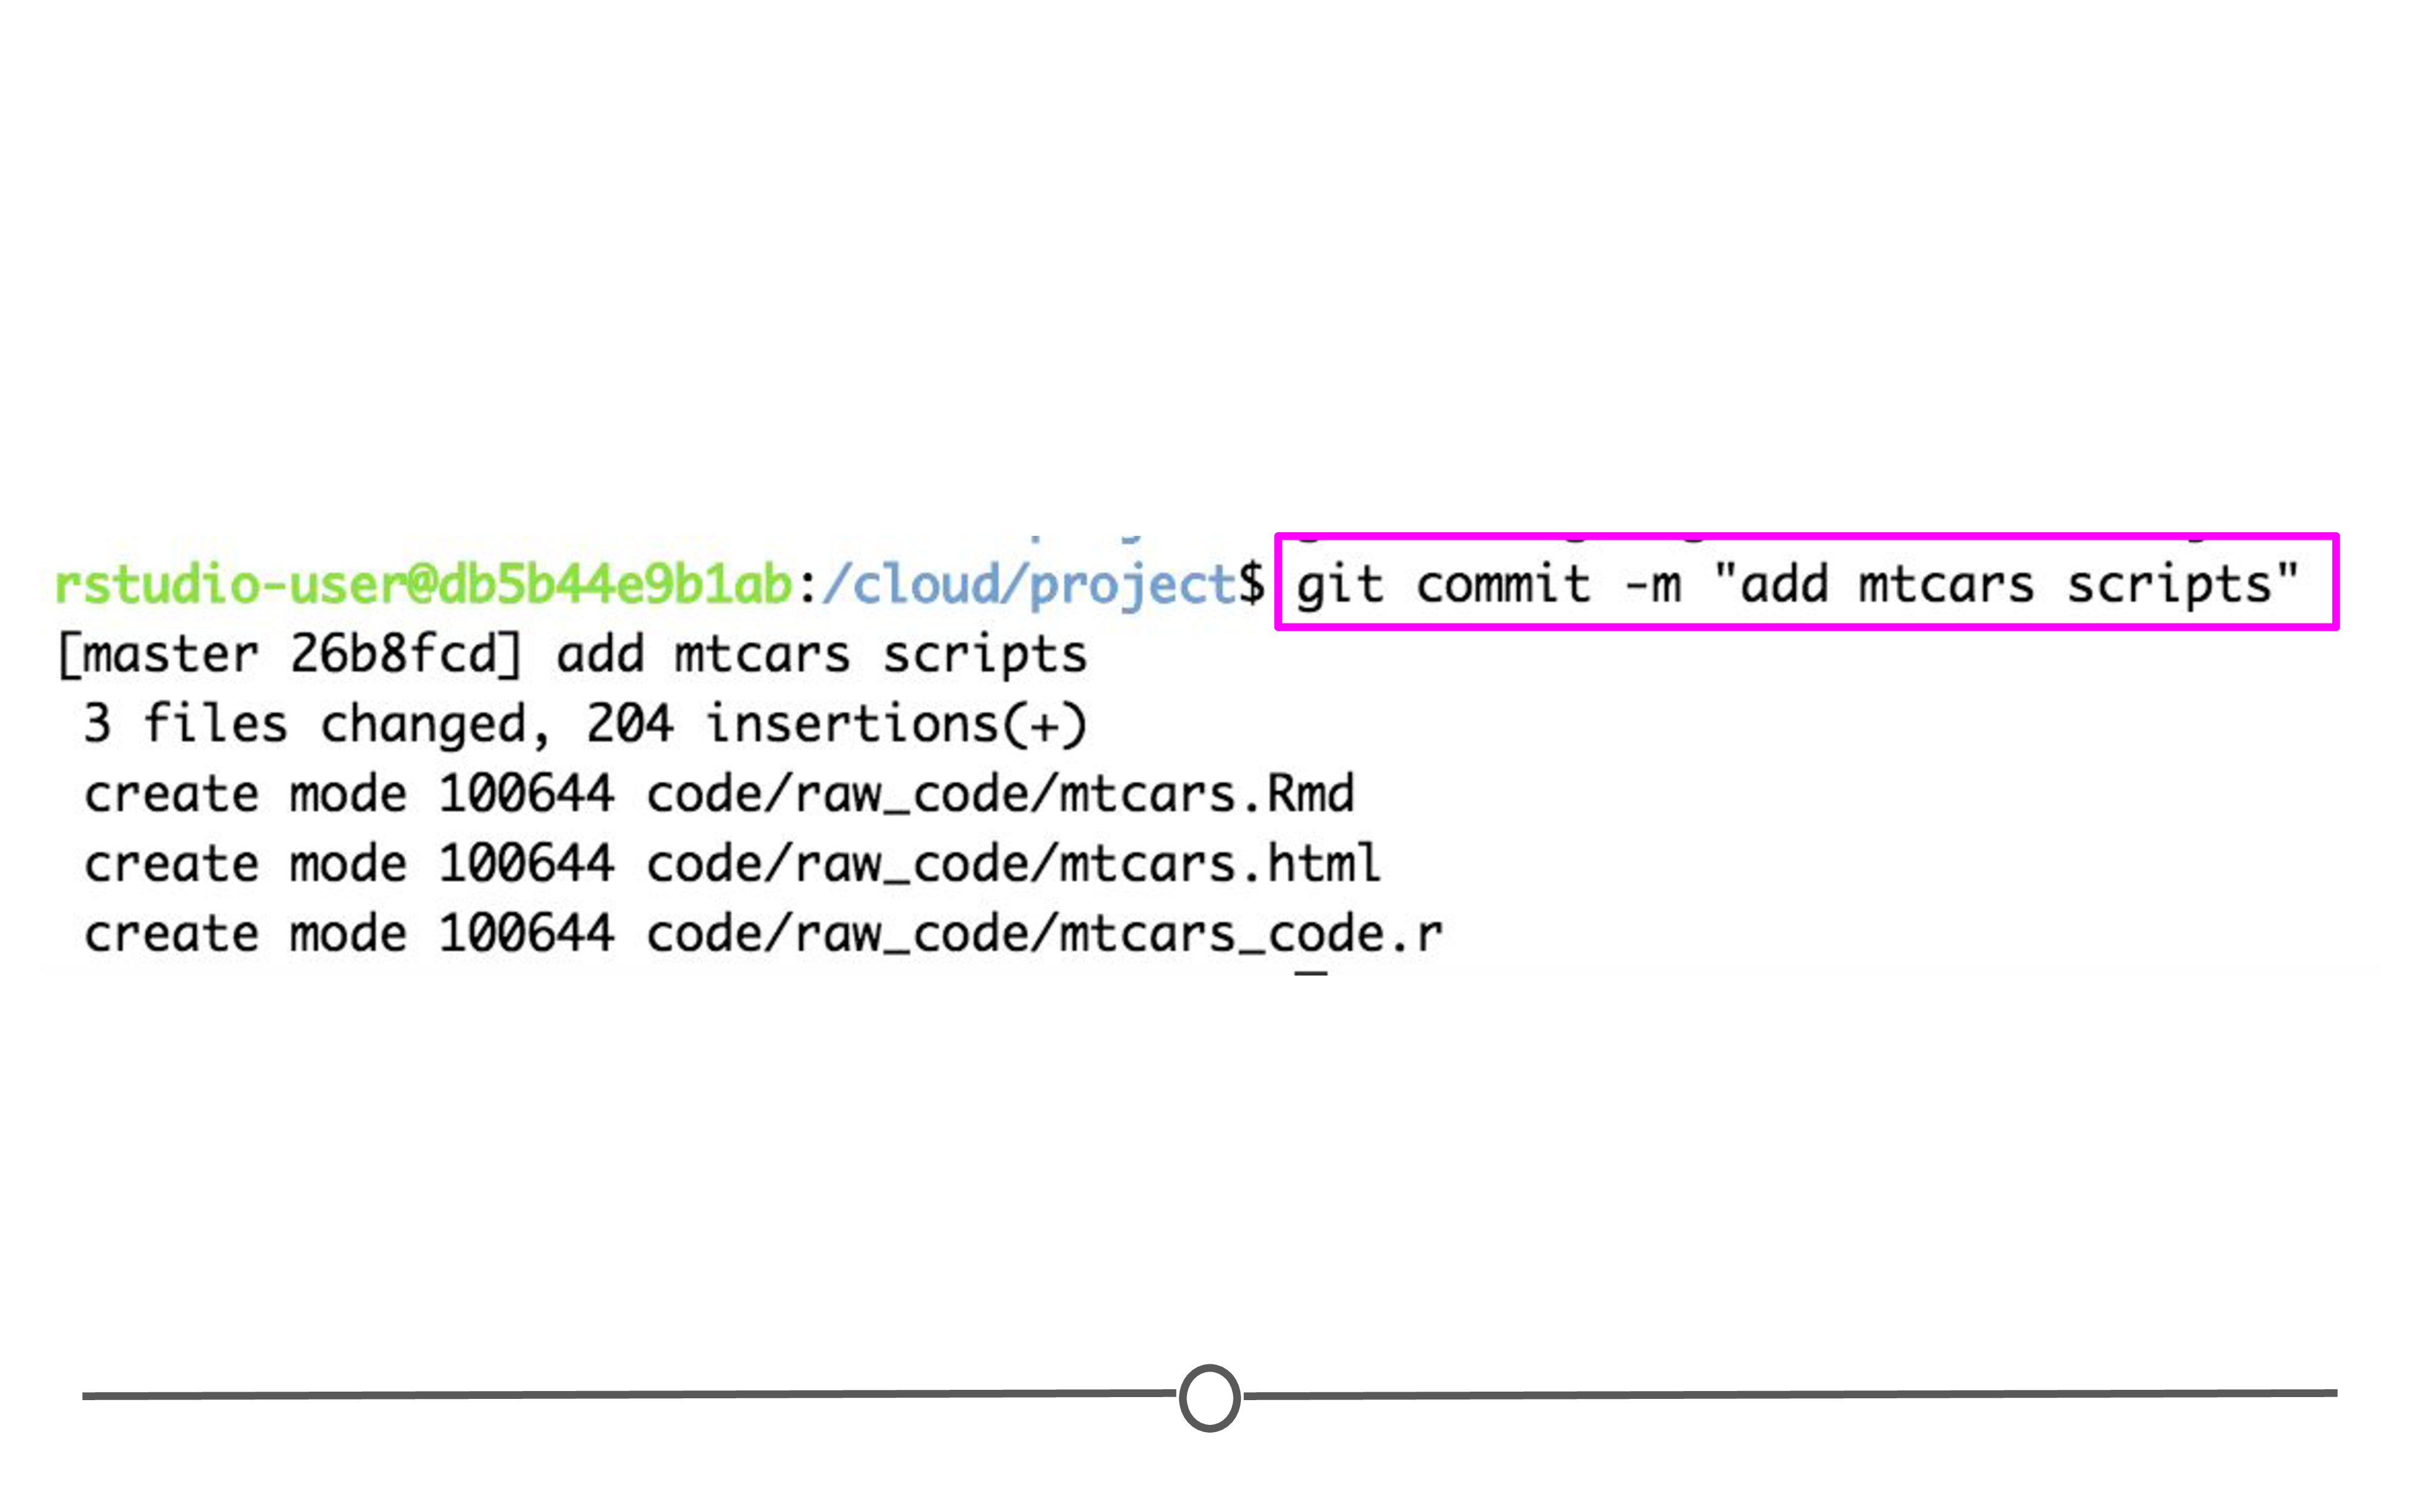 rstudio-user@db5b44e9b1ab:/cloud/project$ git commit -m "add mtcars scripts"
[master 26b8fcd] add mtcars scripts
 3 files changed, 204 insertions(+)
 create mode 100644 code/raw_code/mtcars.Rmd
 create mode 100644 code/raw_code/mtcars.html
 create mode 100644 code/raw_code/mtcars_code.r